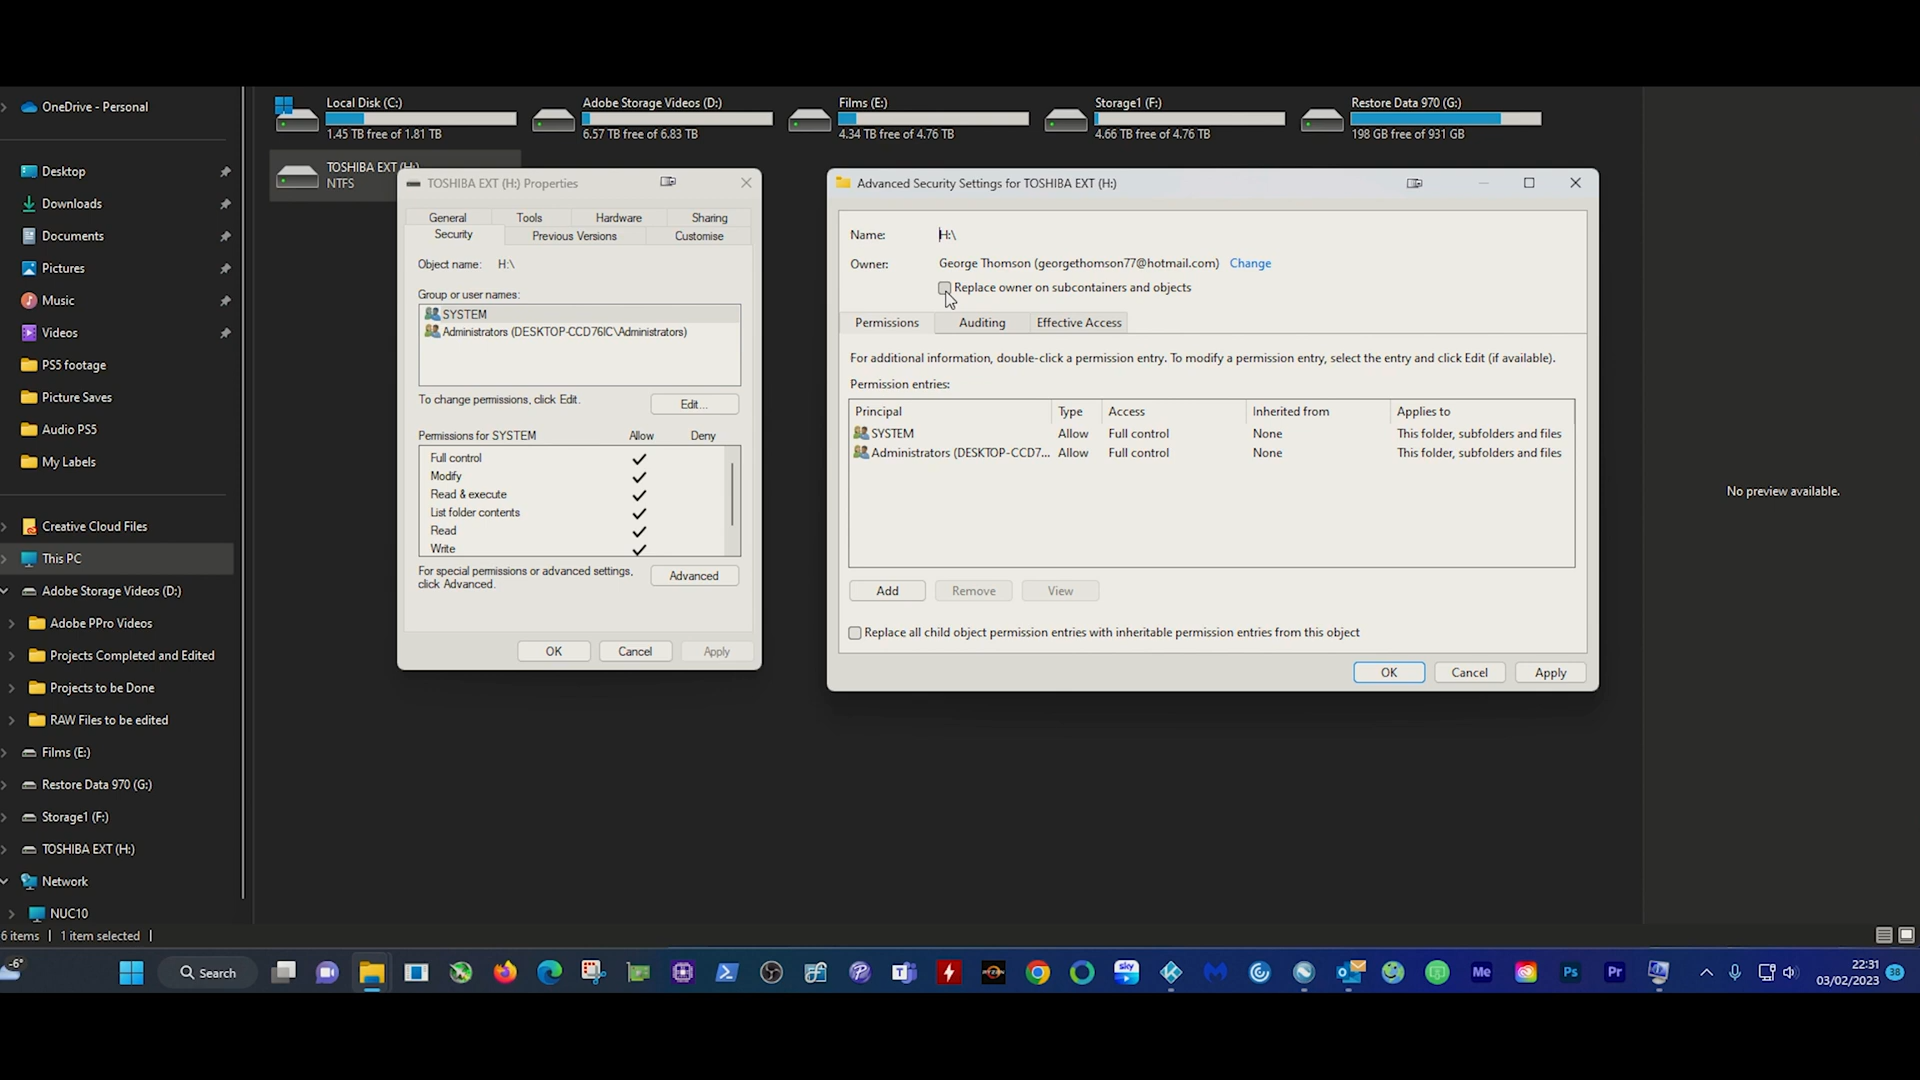 OneDrive - Personal
Desktop
Downloads
Documents
Pictures
Music
Videos
PS5 footage
Picture Saves
Audio PS5
My Labels
Creative Cloud Files
This PC
Adobe Storage Videos (D:)
Adobe PPro Videos
Projects Completed and Edited
Projects to be Done
RAW Files to be edited
Films (E:)
Restore Data 970 (G:)
Storage1 (F:)
TOSHIBA EXT (H:)
Network
NUC10
6 items | 1 item selected |
Local Disk (C:)
1.45 TB free of 1.81 TB
Adobe Storage Videos (D:)
6.57 TB free of 6.83 TB
Films (E:)
4.34 TB free of 4.76 TB
Storage1 (F:)
4.66 TB free of 4.76 TB
Restore Data 970 (G:)
198 GB free of 931 GB
TOSHIBA EXT (H:)
NTFS
TOSHIBA EXT (H:) Properties
General Tools Hardware Sharing
Security Previous Versions Customise
Object name: H:\
Group or user names:
SYSTEM
Administrators (DESKTOP-CCD76IC\Administrators)
To change permissions, click Edit.
Edit...
Permissions for SYSTEM Allow Deny
Full control
Modify
Read & execute
List folder contents
Read
Write
For special permissions or advanced settings,
click Advanced.
Advanced
OK Cancel Apply
Advanced Security Settings for TOSHIBA EXT (H:)
Name: H:\
Owner: George Thomson (georgethomson77@hotmail.com) Change
Replace owner on subcontainers and objects
Permissions Auditing Effective Access
For additional information, double-click a permission entry. To modify a permission entry, select the entry and click Edit (if available).
Permission entries:
Principal Type Access Inherited from Applies to
SYSTEM Allow Full control None This folder, subfolders and files
Administrators (DESKTOP-CCD7... Allow Full control None This folder, subfolders and files
Add Remove View
Replace all child object permission entries with inheritable permission entries from this object
OK Cancel Apply
No preview available.
-6°
Search
sky
Me
Ps
Pr
22:31
03/02/2023
38